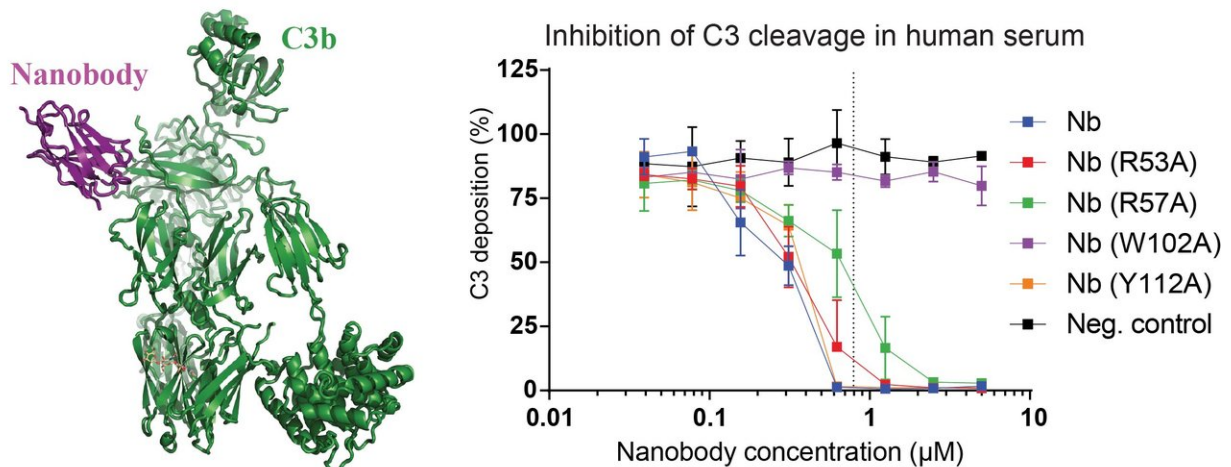 C3b
Nanobody
Inhibition of C3 cleavage in human serum
C3 deposition (%)
125
100
75
50
25
0
0.01
0.1
1
10
Nanobody concentration (µM)
Nb
Nb (R53A)
Nb (R57A)
Nb (W102A)
Nb (Y112A)
Neg. control